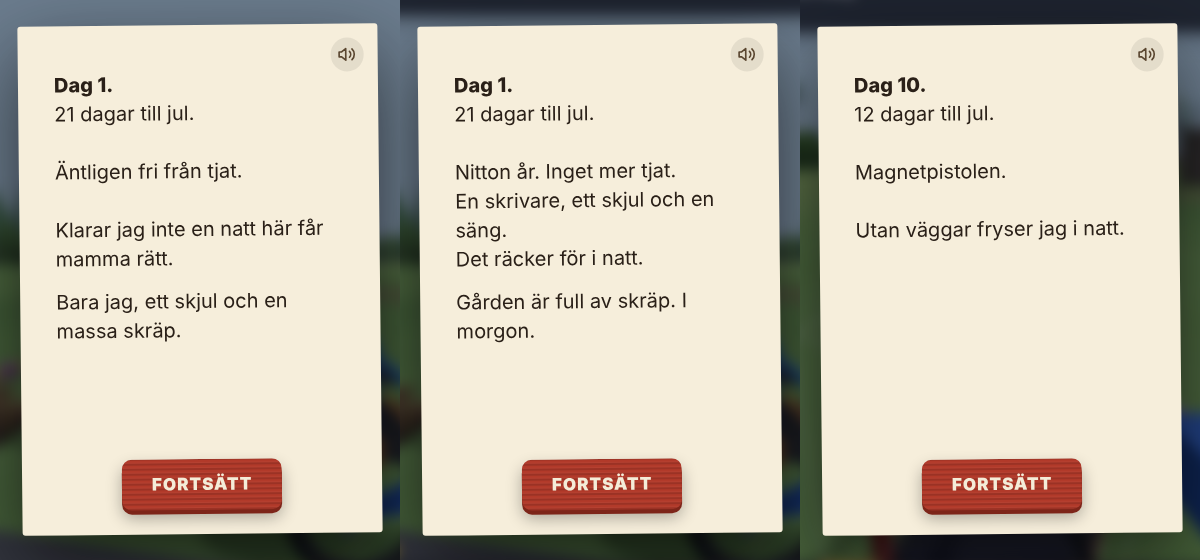 Dag 1.
21 dagar till jul.
Äntligen fri från tjat.
Klarar jag inte en natt här får
mamma rätt.
Bara jag, ett skjul och en
massa skräp.
FORTSÄTT
Dag 1.
21 dagar till jul.
Nitton år. Inget mer tjat.
En skrivare, ett skjul och en
säng.
Det räcker för i natt.
Gården är full av skräp. I
morgon.
FORTSÄTT
Dag 10.
12 dagar till jul.
Magnetpistolen.
Utan väggar fryser jag i natt.
FORTSÄTT